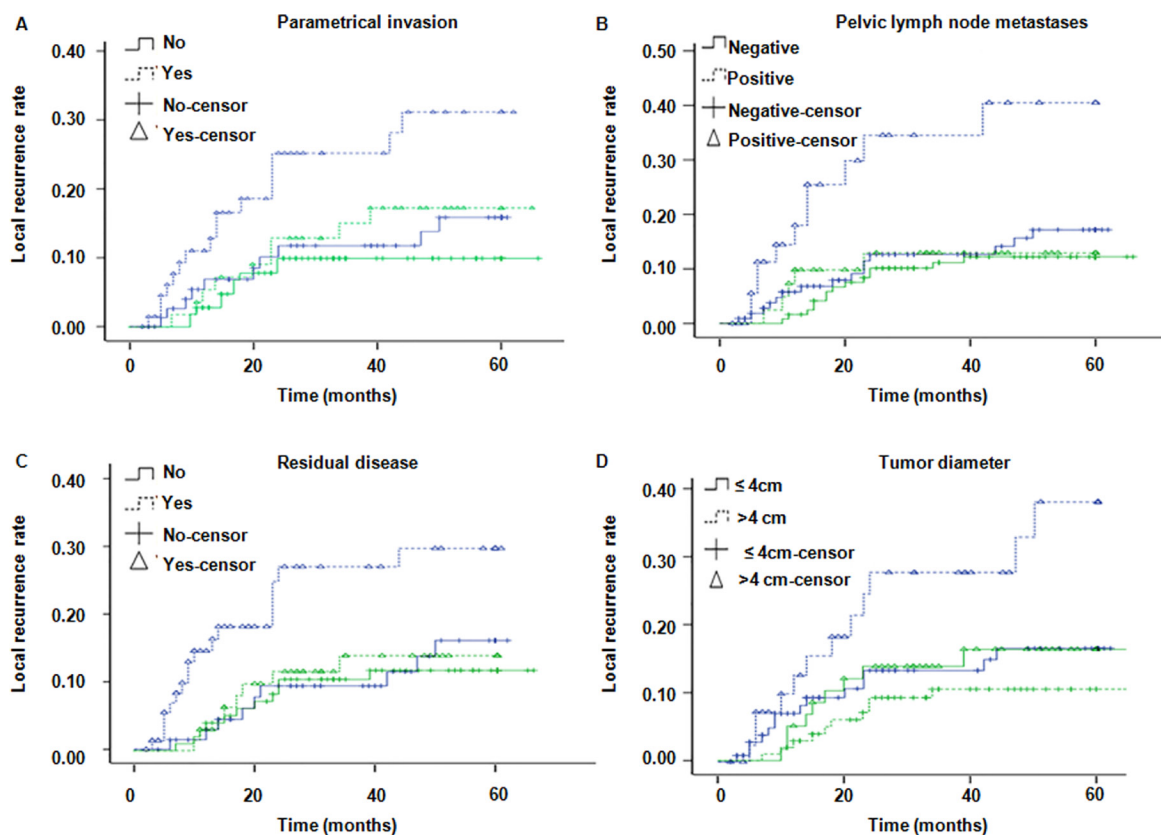 A
Parametrical invasion
No
Yes
No-censor
Yes-censor
0.40
0.30
0.20
0.10
0.00
Local recurrence rate
0 20 40 60
Time (months)
B
Pelvic lymph node metastases
Negative
Positive
Negative-censor
Positive-censor
0.50
0.40
0.30
0.20
0.10
0.00
Local recurrence rate
0 20 40 60
Time (months)
C
Residual disease
No
Yes
No-censor
Yes-censor
0.40
0.30
0.20
0.10
0.00
Local recurrence rate
0 20 40 60
Time (months)
D
Tumor diameter
≤ 4cm
>4 cm
≤ 4cm-censor
>4 cm-censor
0.40
0.30
0.20
0.10
0.00
Local recurrence rate
0 20 40 60
Time (months)